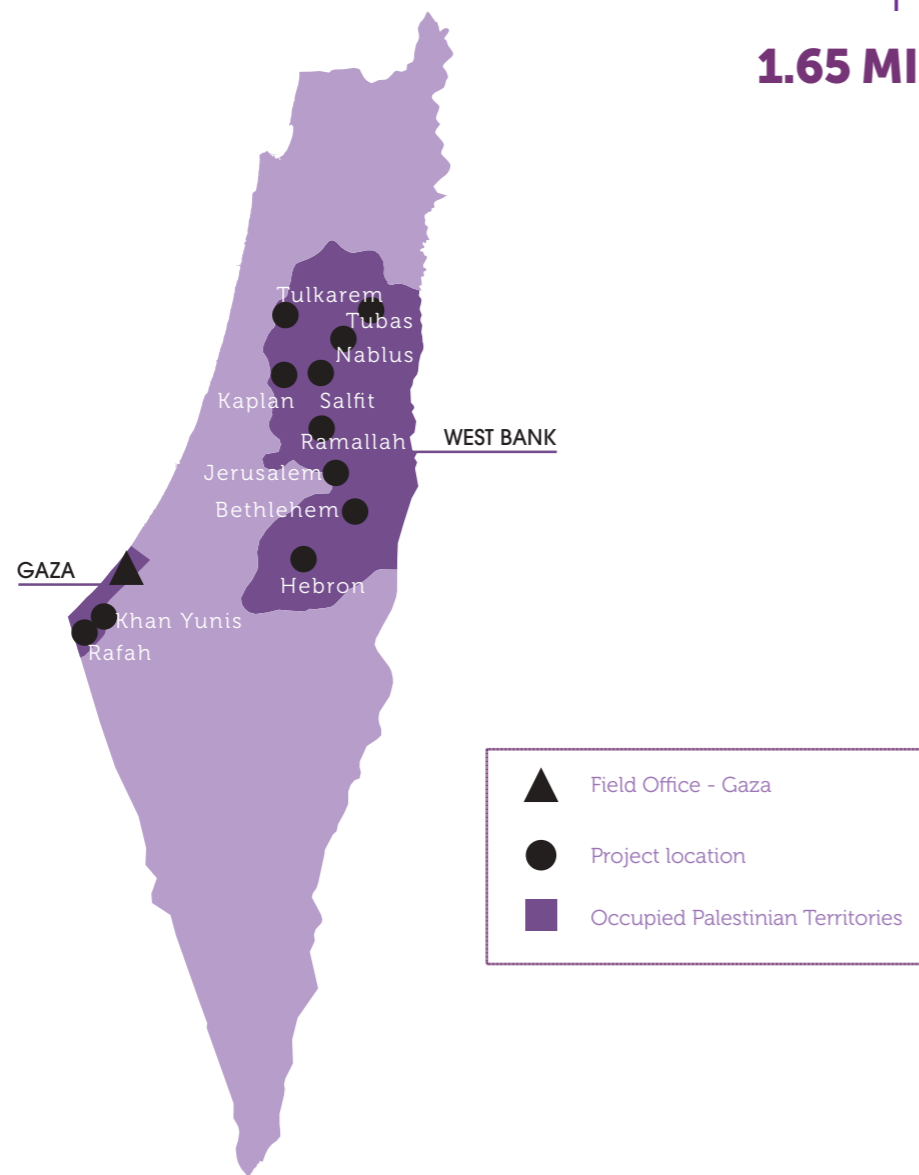 1.65 MI
Tulkarem
Tubas
Nablus
Kaplan
Salfit
Ramallah
WEST BANK
Jerusalem
Bethlehem
Hebron
GAZA
Khan Yunis
Rafah
Field Office - Gaza
Project location
Occupied Palestinian Territories